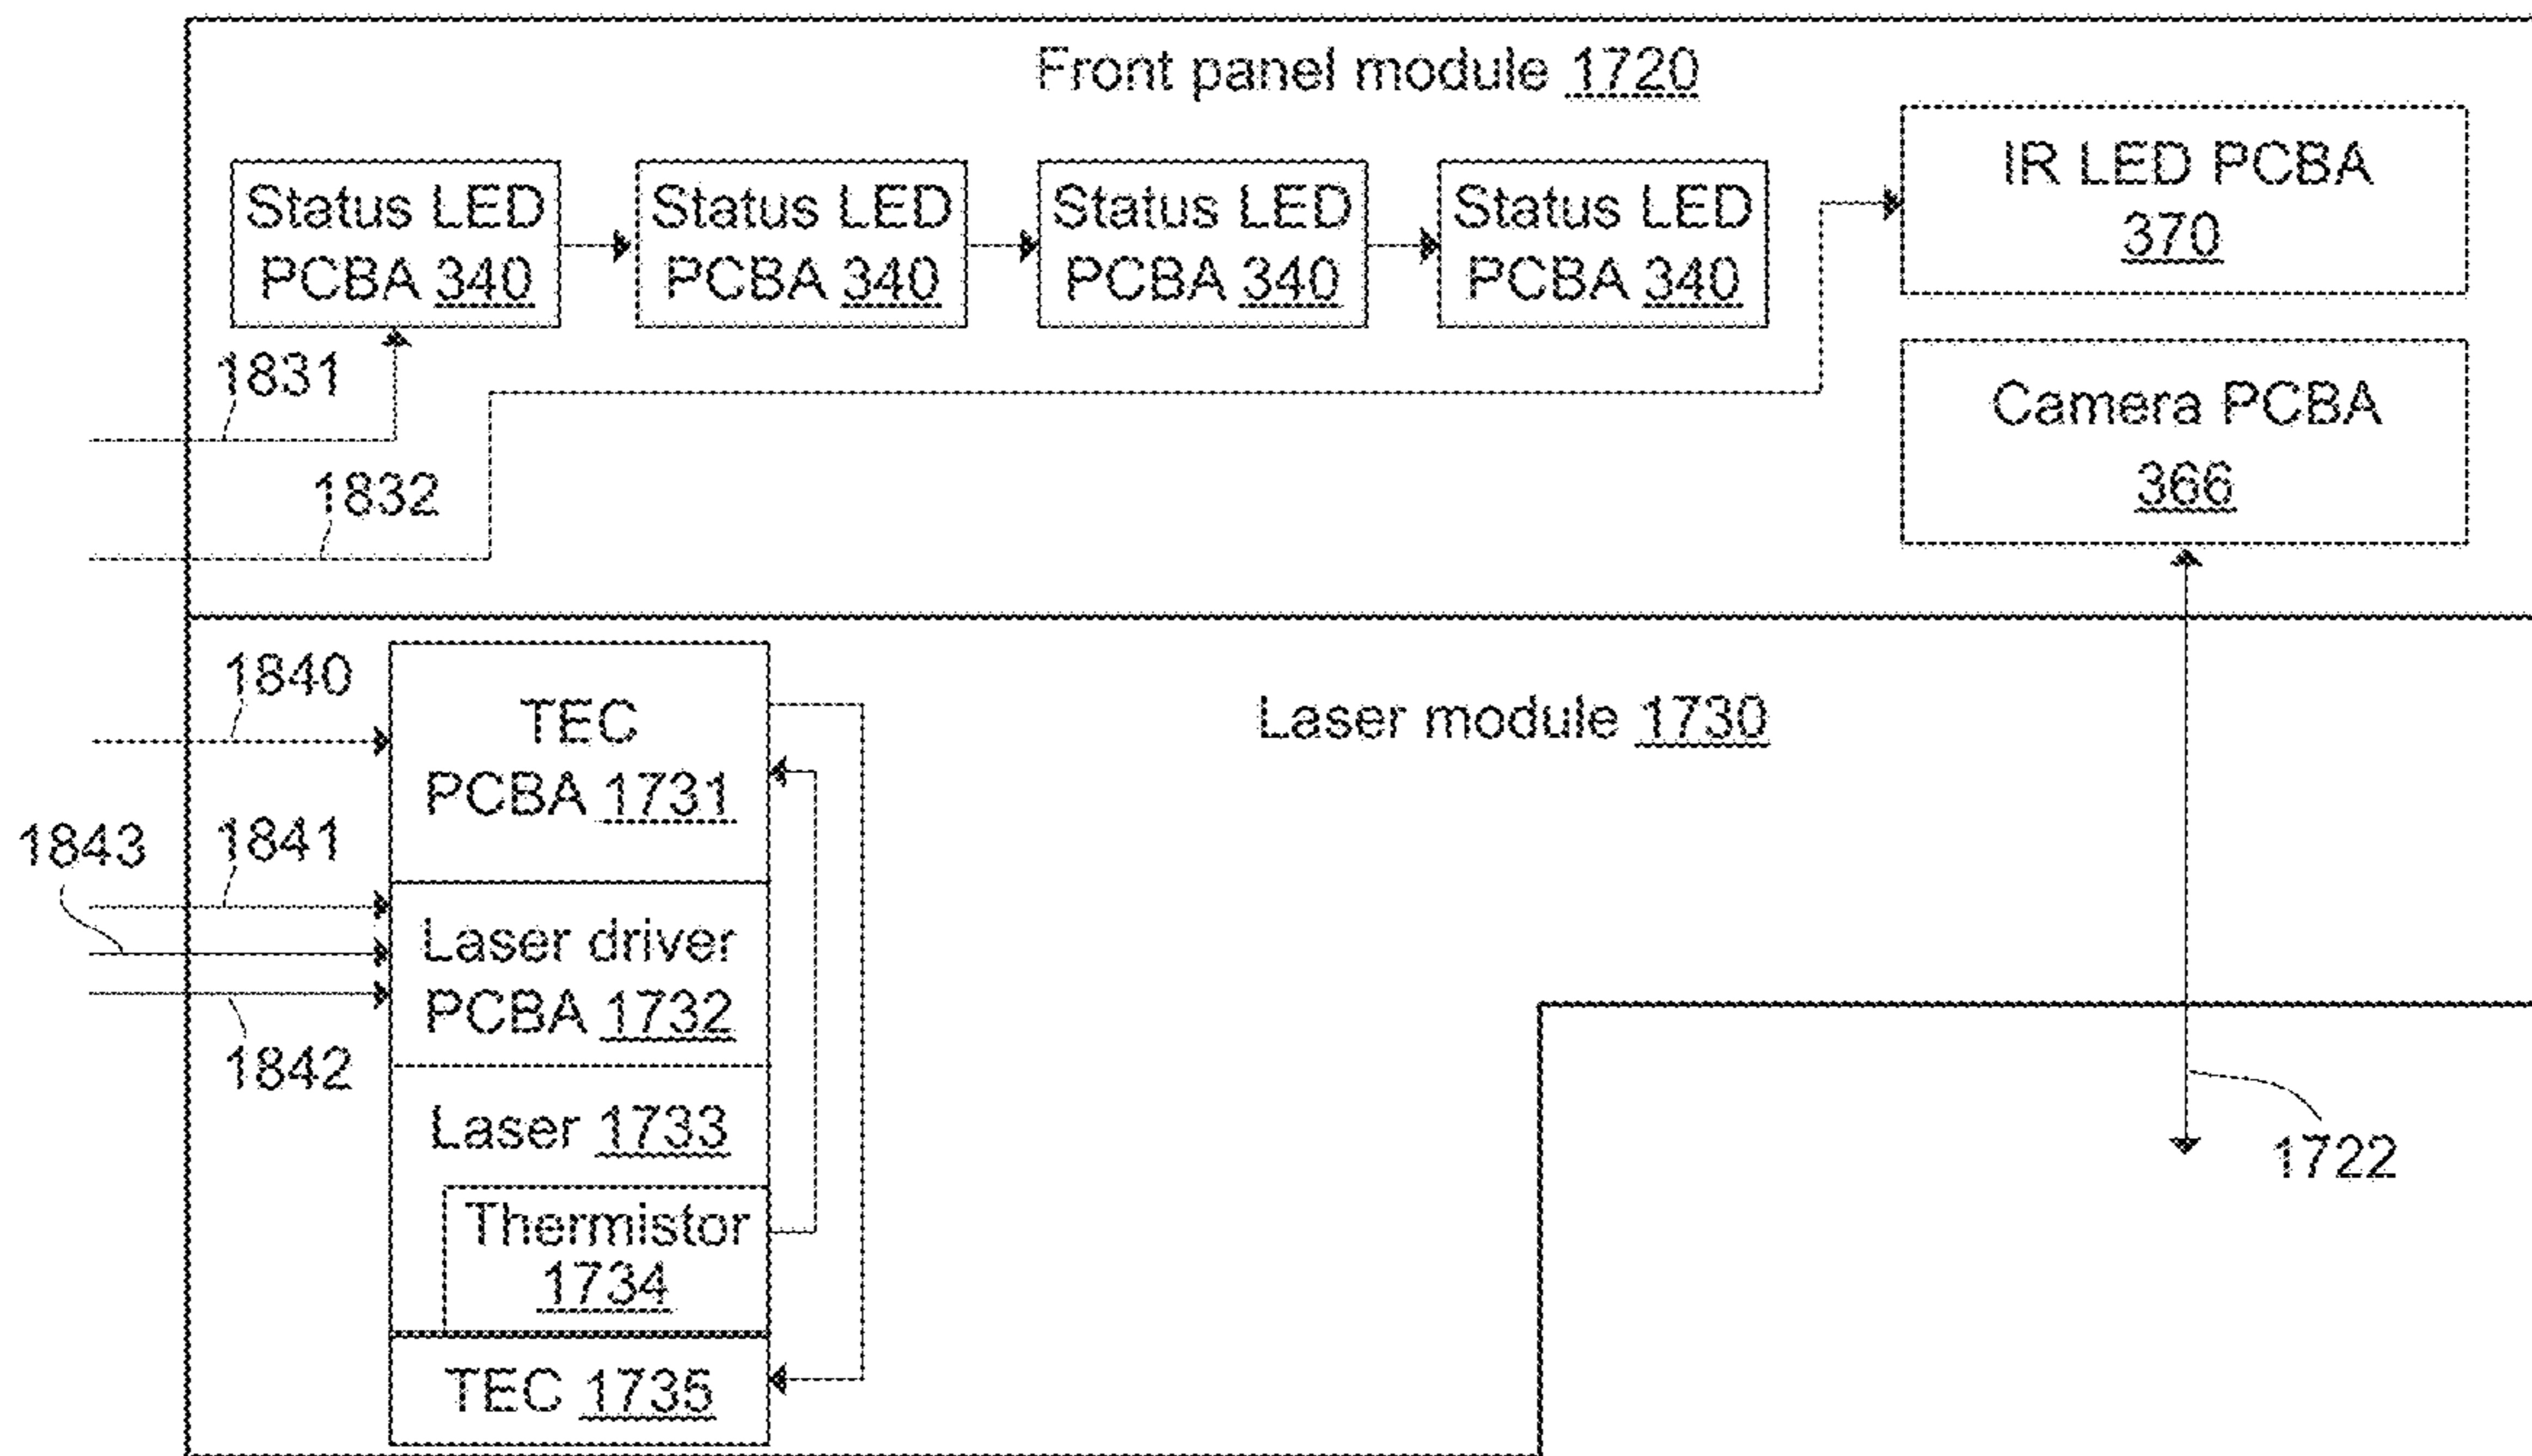 Front panel module 1720
Status LED
PCBA 340
Status LED
PCBA 340
Status LED
PCBA 340
Status LED
PCBA 340
IR LED PCBA
370
Camera PCBA
366
1831
1832
1840
TEC
PCBA 1731
Laser module 1730
1843
1841
Laser driver
PCBA 1732
1842
Laser 1733
1722
Thermistor
1734
TEC 1735